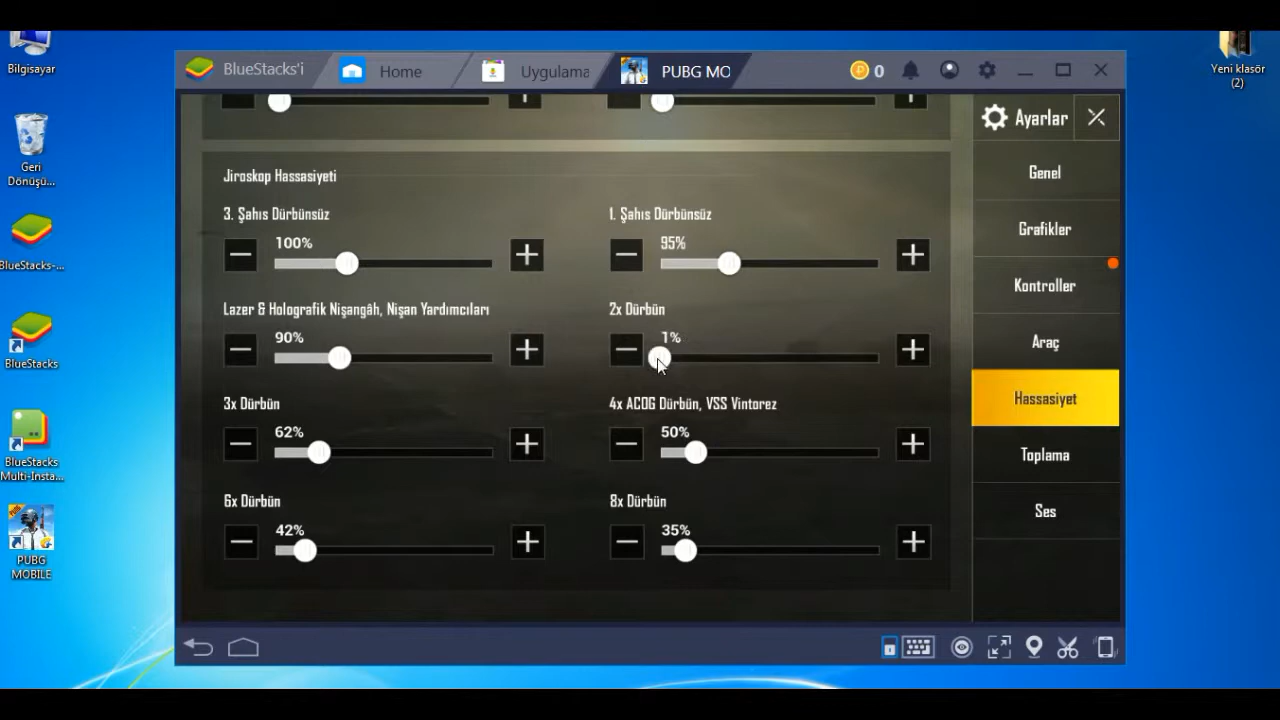 Bilgisayar
Geri
Dönüşü...
BlueStacks-...
BlueStacks
BlueStacks
Multi-Insta...
PUBG
MOBILE
Yeni klasör
(2)
BlueStacks'i
Home
Uygulama
PUBG MO
P 0
Ayarlar
Genel
Grafikler
Kontroller
Araç
Hassasiyet
Toplama
Ses
Jiroskop Hassasiyeti
3. Şahıs Dürbünsüz
100%
1. Şahıs Dürbünsüz
95%
Lazer & Holografik Nişangâh, Nişan Yardımcıları
90%
2x Dürbün
1%
3x Dürbün
62%
4x ACOG Dürbün, VSS Vintorez
50%
6x Dürbün
42%
8x Dürbün
35%